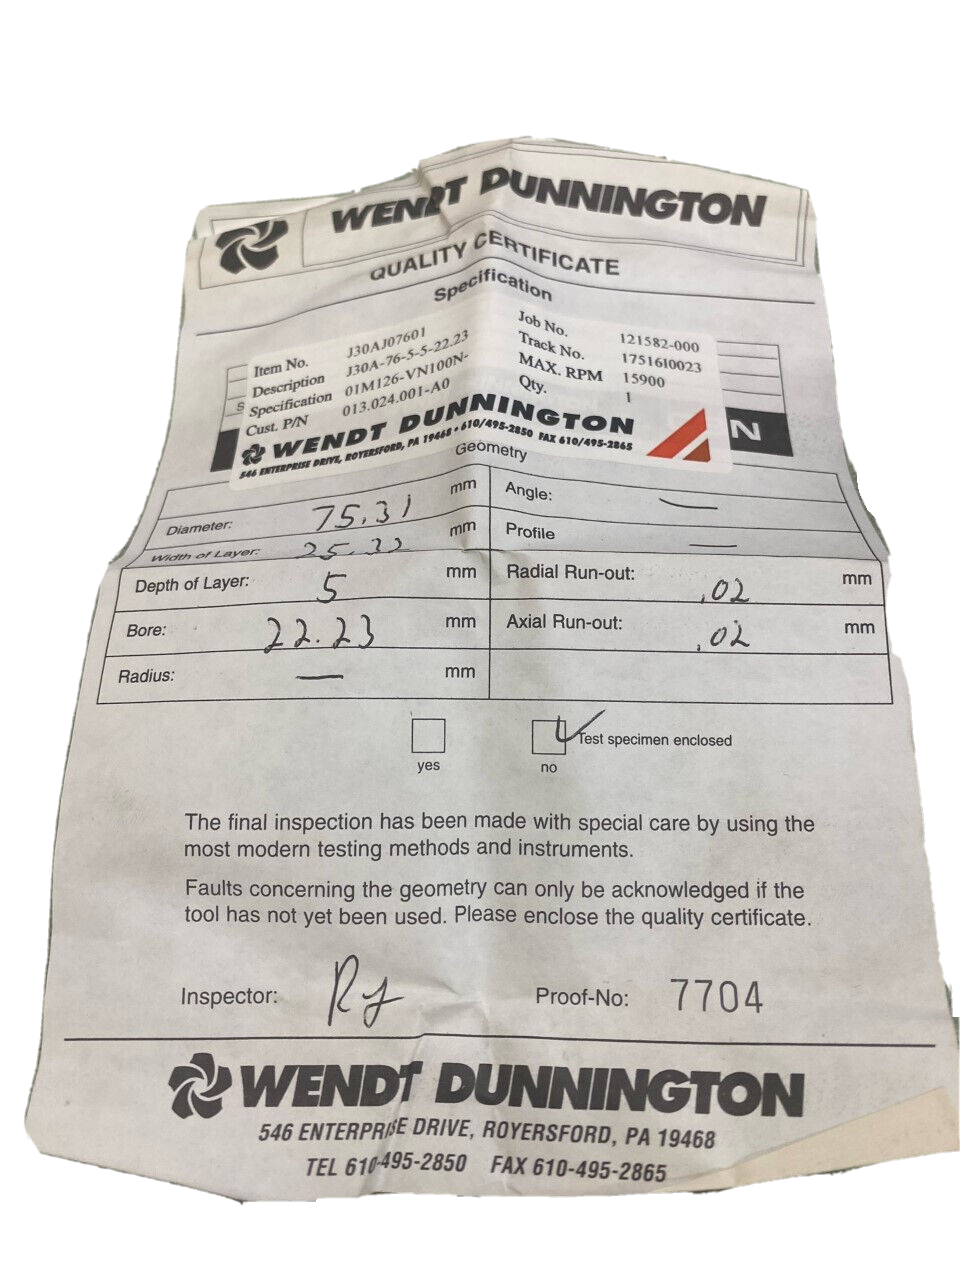 WENDT DUNNINGTON
QUALITY CERTIFICATE
Specification
Item No. J30AJ07601 Job No. 121582-000
Description J30A-76-5-5-22.23 Track No. 1751610023
Specification 01M126-VN100N- MAX. RPM 15900
Cust. P/N 013.024.001-A0 Qty. 1
S
N
WENDT DUNNINGTON
546 ENTERPRISE DRIVE, ROYERSFORD, PA 19468 • 610/495-2850 FAX 610/495-2865
Geometry
Diameter: 75.31 mm Angle: —
Width of Layer: mm Profile —
Depth of Layer: 5 mm Radial Run-out: .02 mm
Bore: 22.23 mm Axial Run-out: .02 mm
Radius: — mm
Test specimen enclosed
yes no
The final inspection has been made with special care by using the
most modern testing methods and instruments.
Faults concerning the geometry can only be acknowledged if the
tool has not yet been used. Please enclose the quality certificate.
Inspector: Proof-No: 7704
WENDT DUNNINGTON
546 ENTERPRISE DRIVE, ROYERSFORD, PA 19468
TEL 610-495-2850 FAX 610-495-2865